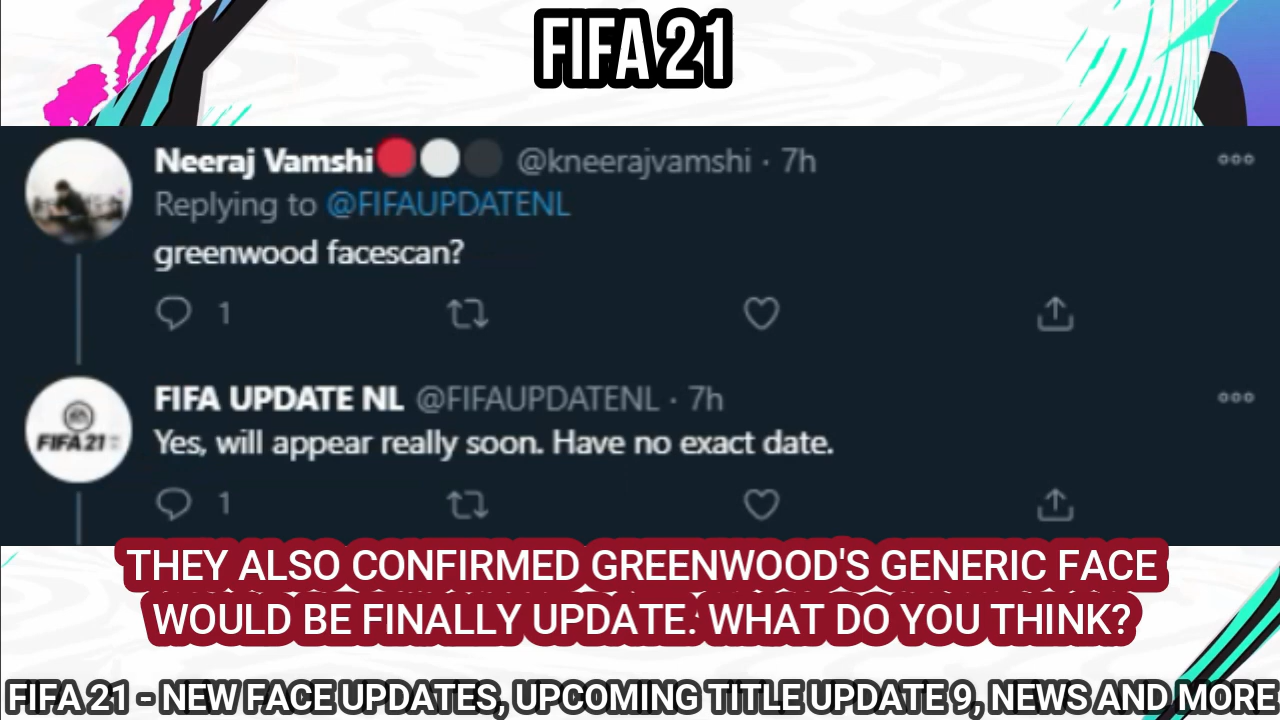 FIFA 21
Neeraj Vamshi @kneerajvamshi · 7h
Replying to @FIFAUPDATENL
greenwood facescan?
1
FIFA 21
FIFA UPDATE NL @FIFAUPDATENL · 7h
Yes, will appear really soon. Have no exact date.
1
THEY ALSO CONFIRMED GREENWOOD'S GENERIC FACE
WOULD BE FINALLY UPDATE. WHAT DO YOU THINK?
FIFA 21 - NEW FACE UPDATES, UPCOMING TITLE UPDATE 9, NEWS AND MORE